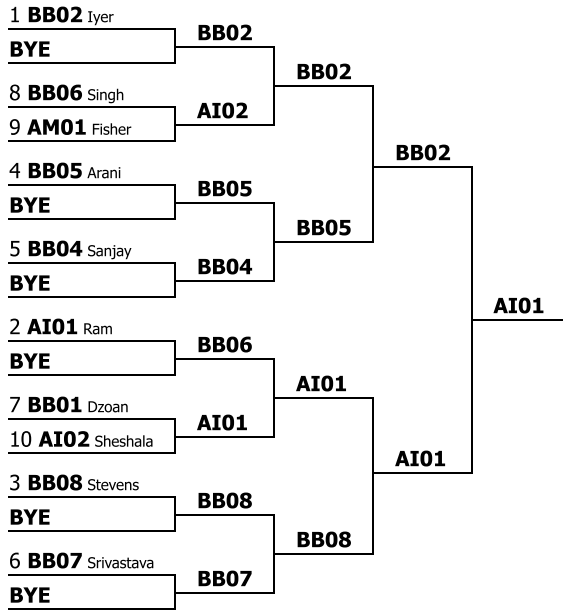 1 BB02 Iyer
BYE
8 BB06 Singh
9 AM01 Fisher
4 BB05 Arani
BYE
5 BB04 Sanjay
BYE
2 AI01 Ram
BYE
7 BB01 Dzoan
10 AI02 Sheshala
3 BB08 Stevens
BYE
6 BB07 Srivastava
BYE
BB02
AI02
BB05
BB04
BB06
AI01
BB08
BB07
BB02
BB05
AI01
BB08
BB02
AI01
AI01